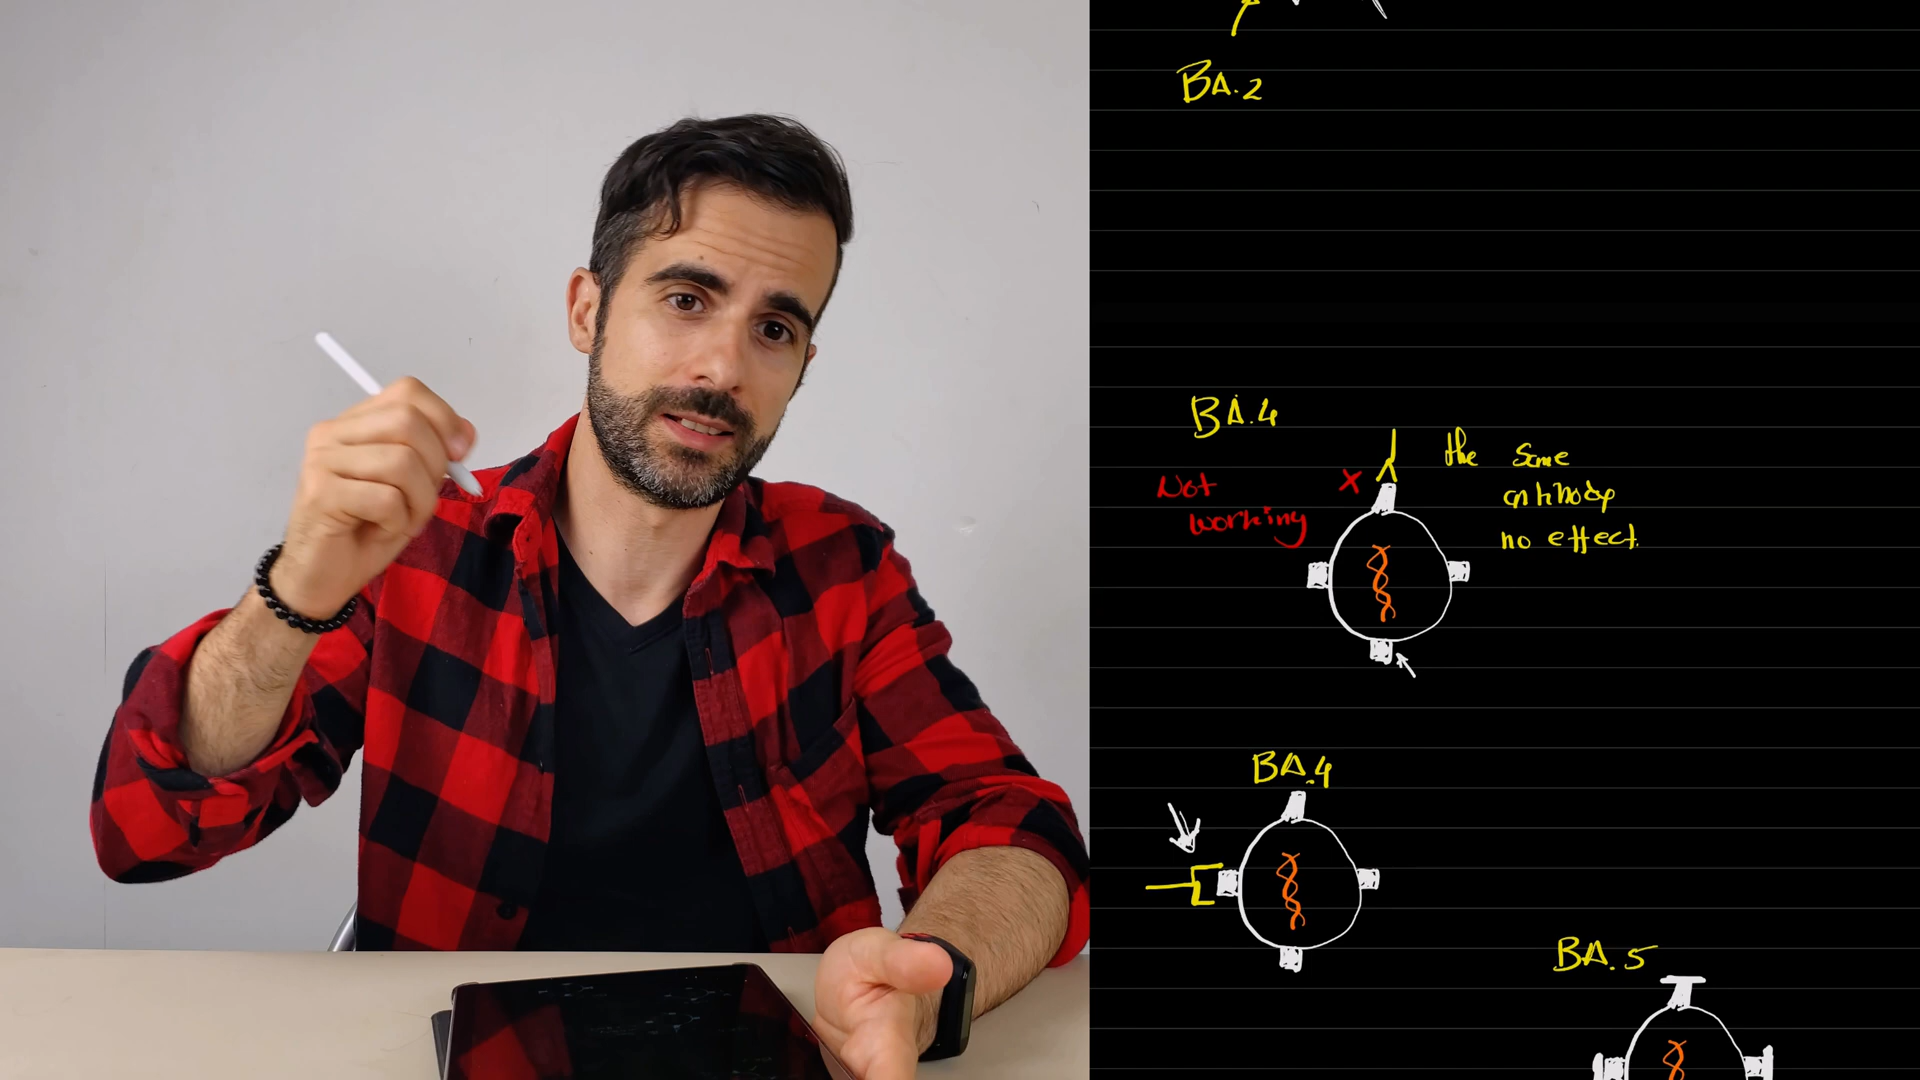 BA.2
BA.4
Not
working
X
the same
antibody
no effect.
BA.4
BA.5